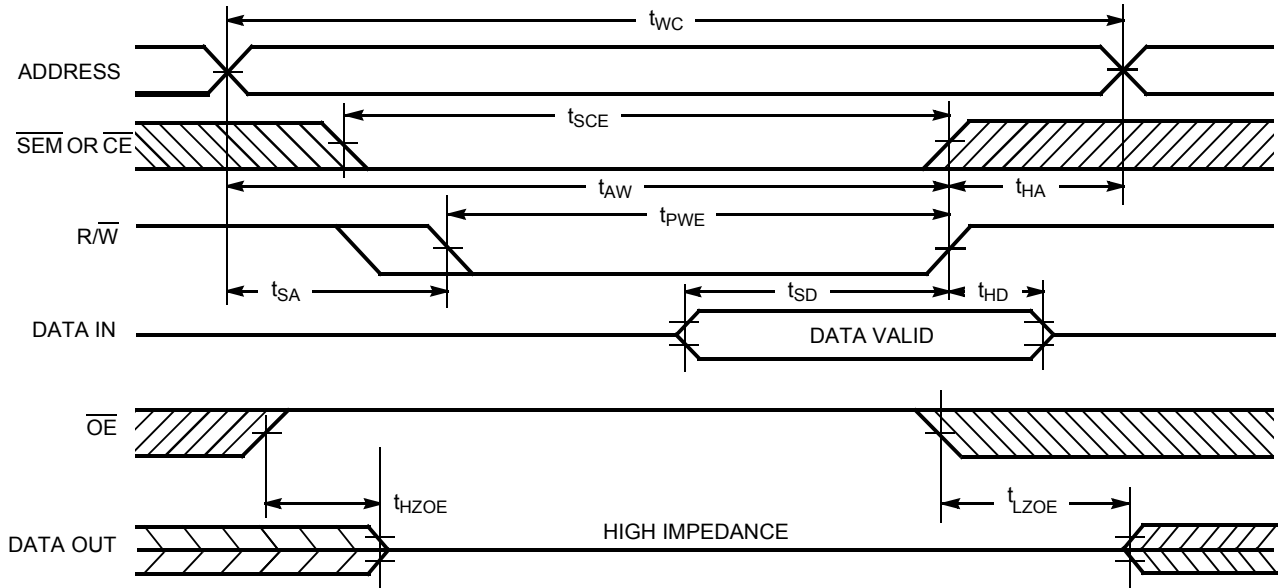 tWC
ADDRESS
tSCE
SEM OR CE
tAW
tHA
tPWE
R/W
tSA
tSD
tHD
DATA IN
DATA VALID
OE
tHZOE
tLZOE
HIGH IMPEDANCE
DATA OUT